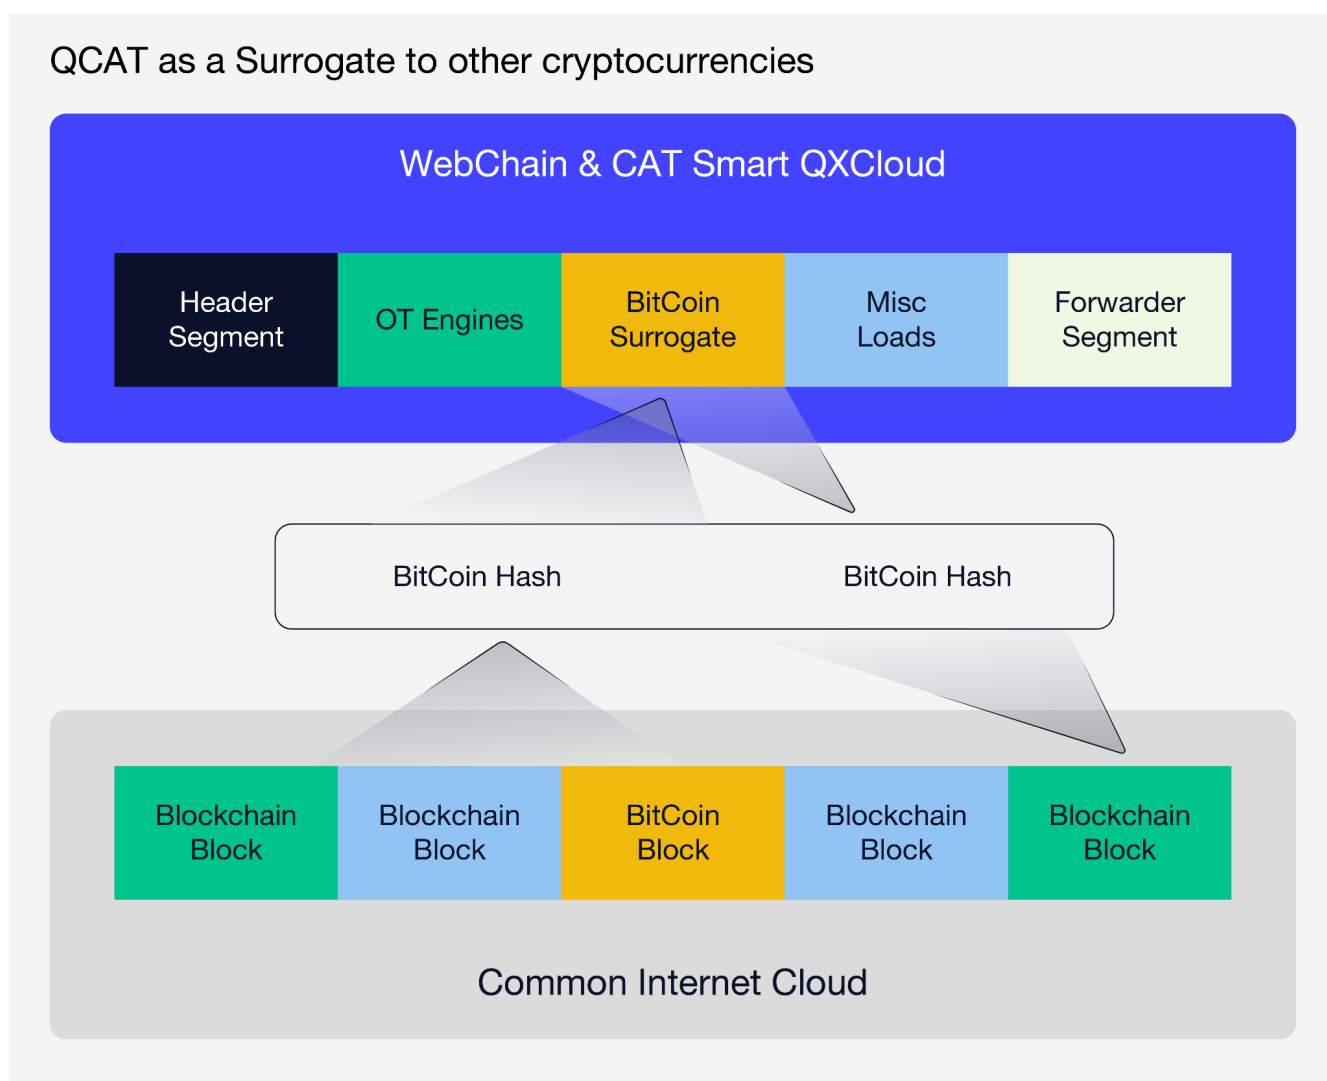 QCAT as a Surrogate to other cryptocurrencies
WebChain & CAT Smart QXCloud
Header
Segment
OT Engines
BitCoin
Surrogate
Misc
Loads
Forwarder
Segment
BitCoin Hash
BitCoin Hash
Blockchain
Block
Blockchain
Block
BitCoin
Block
Blockchain
Block
Blockchain
Block
Common Internet Cloud